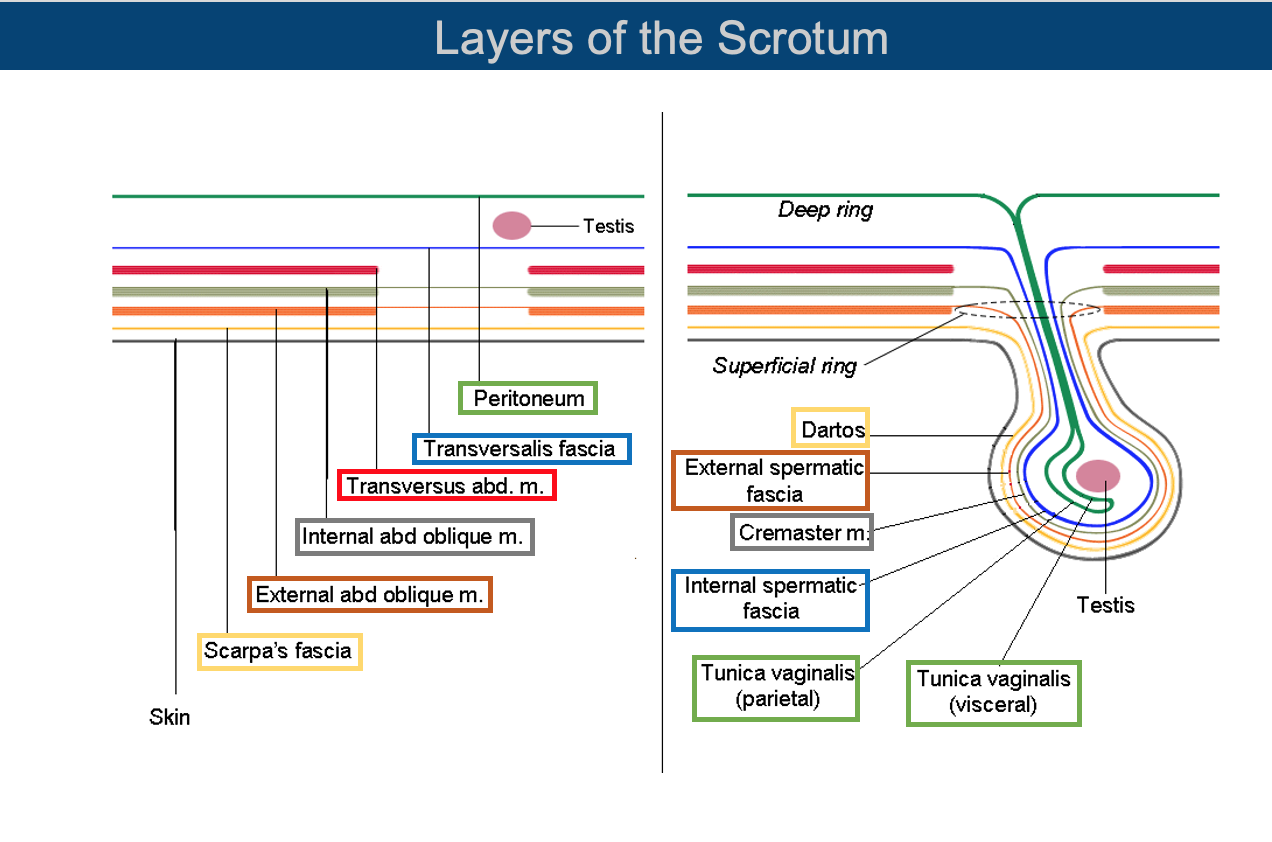 Layers of the Scrotum
Testis
Peritoneum
Transversalis fascia
Transversus abd. m.
Internal abd oblique m.
External abd oblique m.
Scarpa's fascia
Skin
Deep ring
Superficial ring
Dartos
External spermatic
fascia
Cremaster m.
Internal spermatic
fascia
Testis
Tunica vaginalis
(parietal)
Tunica vaginalis
(visceral)